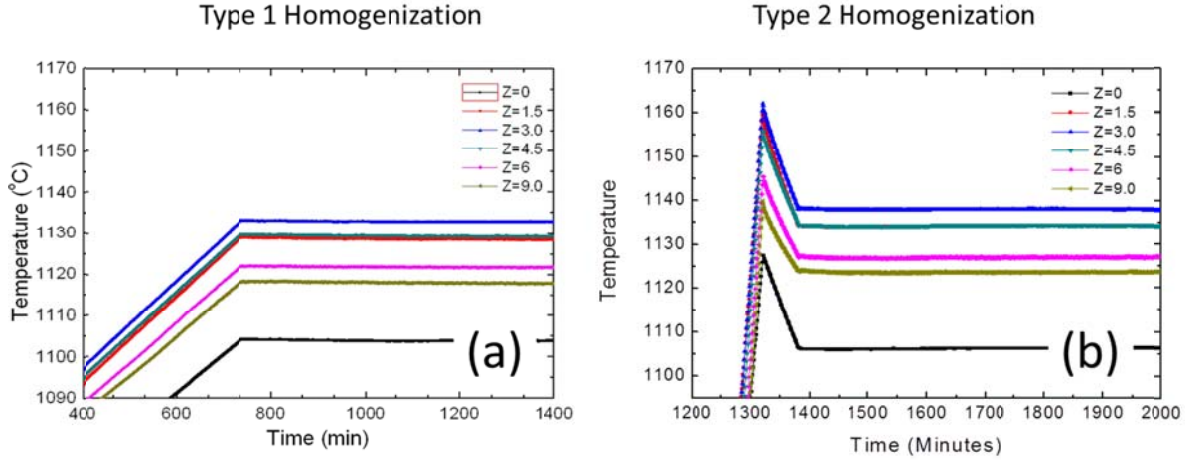 Type 1 Homogenization
Type 2 Homogenization
1170
1160
1150
1140
1130
1120
1110
1100
1090
Temperature (°C)
400
600
800
1000
1200
1400
Time (min)
Z=0
Z=1.5
Z=3.0
Z=4.5
Z=6
Z=9.0
(a)
1170
1160
1150
1140
1130
1120
1110
1100
Temperature
1200
1300
1400
1500
1600
1700
1800
1900
2000
Time (Minutes)
Z=0
Z=1.5
Z=3.0
Z=4.5
Z=6
Z=9.0
(b)